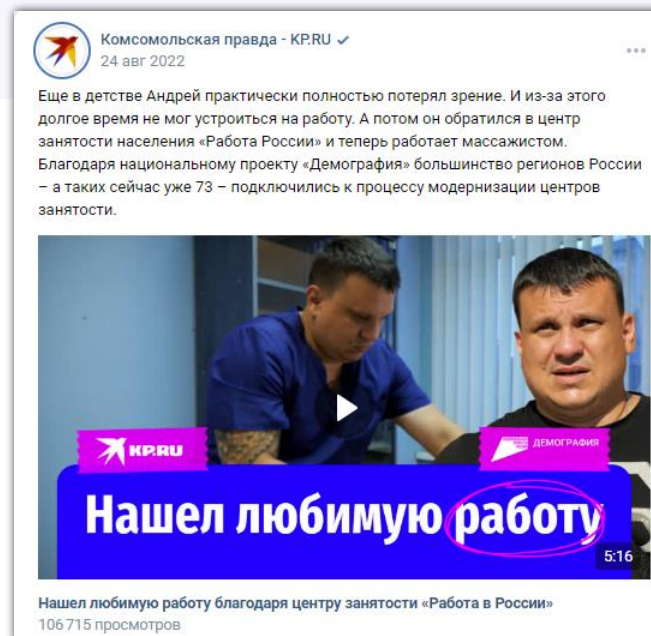 Комсомольская правда - KP.RU
24 авг 2022
Еще в детстве Андрей практически полностью потерял зрение. И из-за этого
долгое время не мог устроиться на работу. А потом он обратился в центр
занятости населения «Работа России» и теперь работает массажистом.
Благодаря национальному проекту «Демография» большинство регионов России
– а таких сейчас уже 73 – подключились к процессу модернизации центров
занятости.
KP.RU
ДЕМОГРАФИЯ
Нашел любимую работу
5:16
Нашел любимую работу благодаря центру занятости «Работа в России»
106 715 просмотров